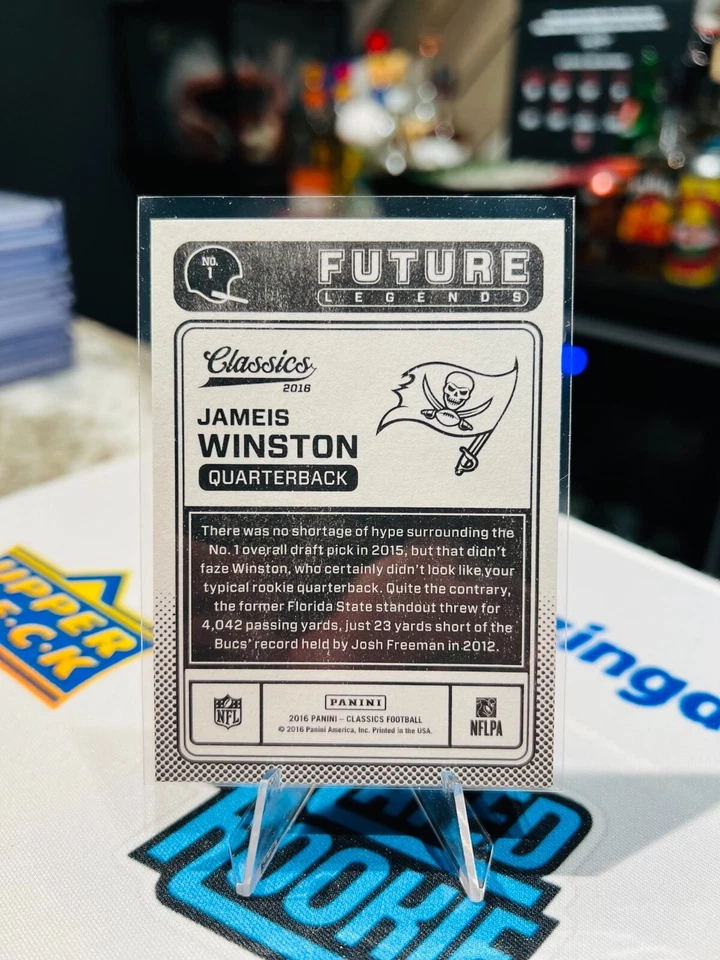 NO.
1
FUTURE
LEGENDS
Classics
2016
JAMEIS
WINSTON
QUARTERBACK
There was no shortage of hype surrounding the
No. 1 overall draft pick in 2015, but that didn't
faze Winston, who certainly didn't look like your
typical rookie quarterback. Quite the contrary,
the former Florida State standout threw for
4,042 passing yards, just 23 yards short of the
Bucs' record held by Josh Freeman in 2012.
NFL
PANINI
2016 PANINI – CLASSICS FOOTBALL
© 2016 Panini America, Inc. Printed in the USA.
NFLPA
UPPER
D.E.C.K
ROOKIE